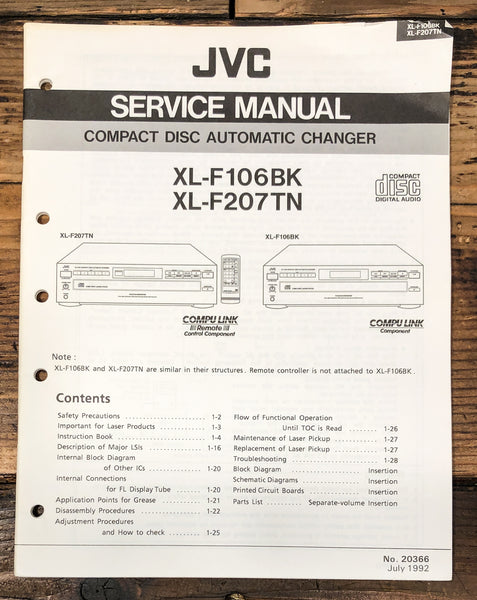 XL-F106BK
XL-F207TN
JVC
SERVICE MANUAL
COMPACT DISC AUTOMATIC CHANGER
XL-F106BK
XL-F207TN
COMPACT
disc
DIGITAL AUDIO
XL-F207TN
XL-F106BK
COMPU LINK
Remote
Control Component
COMPU LINK
Component
Note :
XL-F106BK and XL-F207TN are similar in their structures. Remote controller is not attached to XL-F106BK.
Contents
Safety Precautions .......... 1-2
Important for Laser Products .......... 1-3
Instruction Book .......... 1-4
Description of Major LSIs .......... 1-16
Internal Block Diagram
of Other ICs .......... 1-20
Internal Connections
for FL Display Tube .......... 1-20
Application Points for Grease .......... 1-21
Disassembly Procedures .......... 1-22
Adjustment Procedures
and How to check .......... 1-25
Flow of Functional Operation
Until TOC is Read .......... 1-26
Maintenance of Laser Pickup .......... 1-27
Replacement of Laser Pickup .......... 1-27
Troubleshooting .......... 1-28
Block Diagram .......... Insertion
Schematic Diagrams .......... Insertion
Printed Circuit Boards .......... Insertion
Parts List .......... Separate-volume Insertion
No. 20366
July 1992